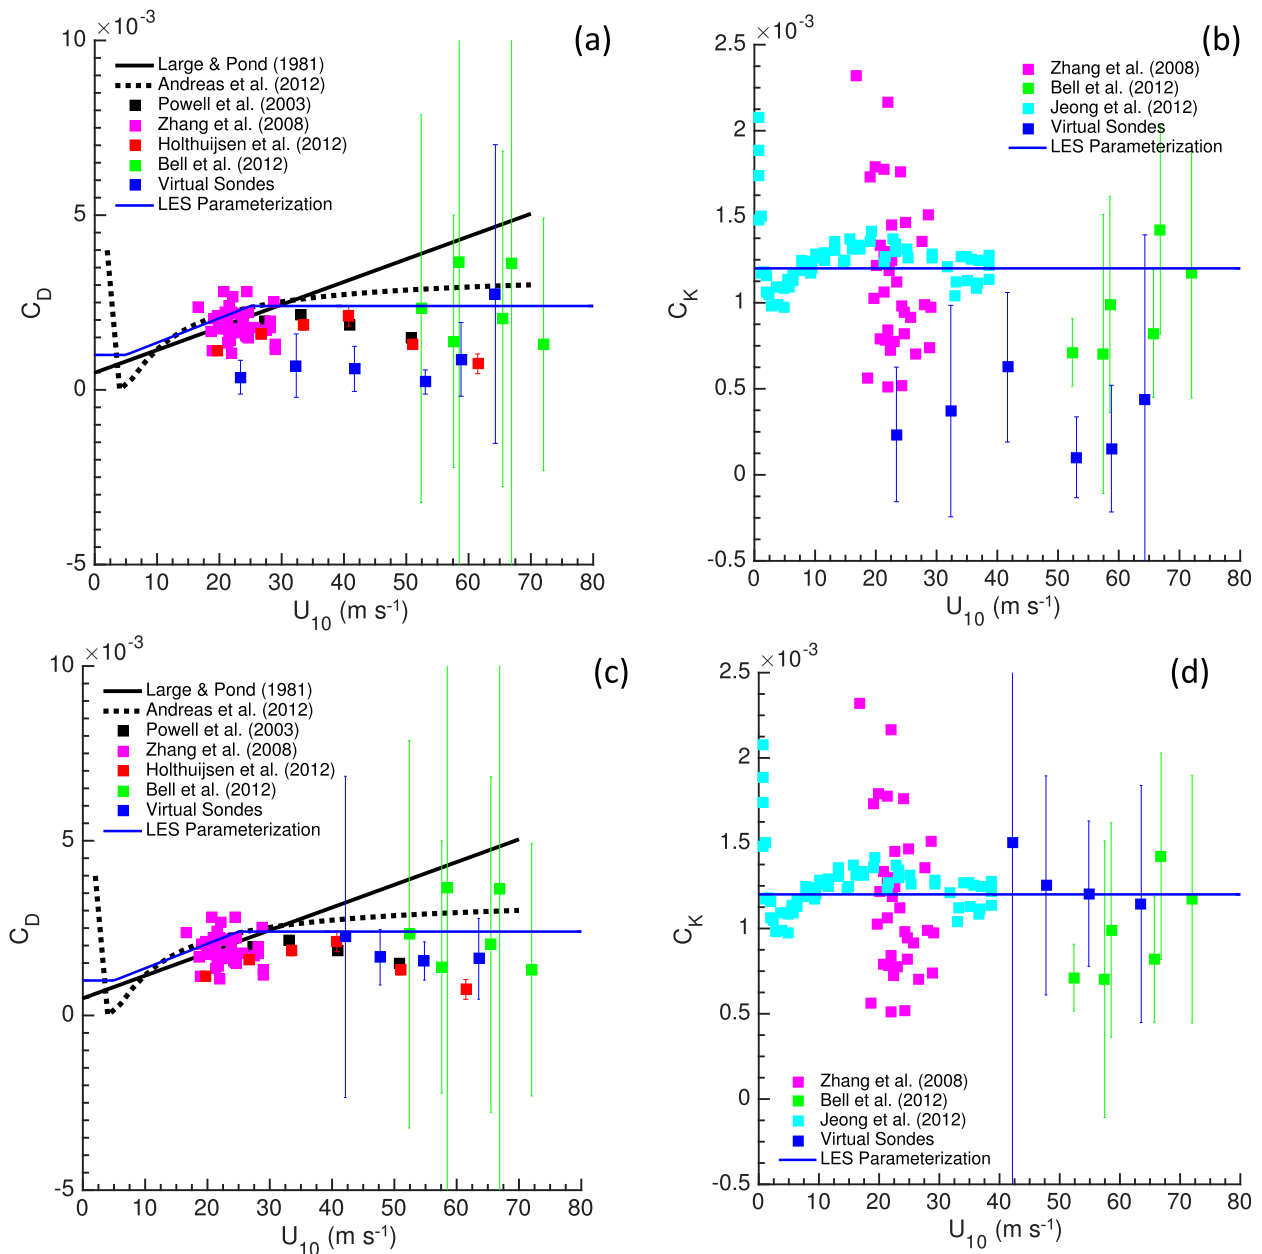 ×10⁻³
(a)
10
Large & Pond (1981)
Andreas et al. (2012)
Powell et al. (2003)
Zhang et al. (2008)
Holthuijsen et al. (2012)
Bell et al. (2012)
Virtual Sondes
LES Parameterization
5
0
-5
C_D
0 10 20 30 40 50 60 70 80
U₁₀ (m s⁻¹)
×10⁻³
(b)
2.5
Zhang et al. (2008)
Bell et al. (2012)
Jeong et al. (2012)
Virtual Sondes
LES Parameterization
2
1.5
1
0.5
0
-0.5
C_K
0 10 20 30 40 50 60 70 80
U₁₀ (m s⁻¹)
×10⁻³
(c)
10
Large & Pond (1981)
Andreas et al. (2012)
Powell et al. (2003)
Zhang et al. (2008)
Holthuijsen et al. (2012)
Bell et al. (2012)
Virtual Sondes
LES Parameterization
5
0
-5
C_D
0 10 20 30 40 50 60 70 80
U₁₀ (m s⁻¹)
×10⁻³
(d)
2.5
2
1.5
1
0.5
0
-0.5
C_K
Zhang et al. (2008)
Bell et al. (2012)
Jeong et al. (2012)
Virtual Sondes
LES Parameterization
0 10 20 30 40 50 60 70 80
U₁₀ (m s⁻¹)